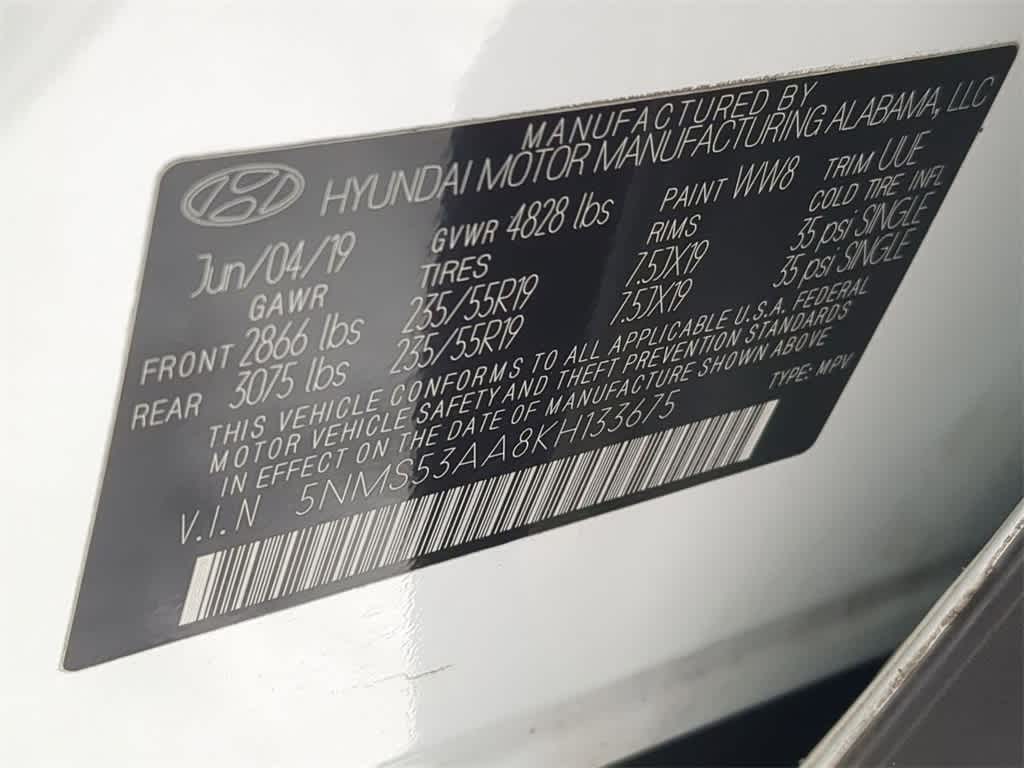 MANUFACTURED BY
HYUNDAI MOTOR MANUFACTURING ALABAMA, LLC
Jun/04/19 GVWR 4828 lbs PAINT WW8 TRIM UUE
GAWR TIRES RIMS COLD TIRE INFL
FRONT 2866 lbs 235/55R19 7.5JX19 35 psi SINGLE
REAR 3075 lbs 235/55R19 7.5JX19 35 psi SINGLE
THIS VEHICLE CONFORMS TO ALL APPLICABLE U.S.A. FEDERAL
MOTOR VEHICLE SAFETY AND THEFT PREVENTION STANDARDS
IN EFFECT ON THE DATE OF MANUFACTURE SHOWN ABOVE
V.I.N 5NMS53AA8KH133675 TYPE: MPV